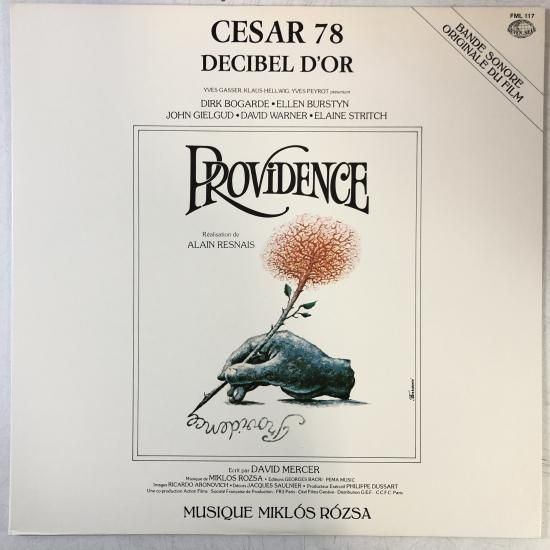 CESAR 78
DECIBEL D'OR
FML 117
SEVEN SEAS
BANDE SONORE
ORIGINALE DU FILM
YVES GASSER, KLAUS HELLWIG, YVES PEYROT présentent
DIRK BOGARDE • ELLEN BURSTYN
JOHN GIELGUD • DAVID WARNER • ELAINE STRITCH
PROViDENCE
Réalisation de
ALAIN RESNAIS
Providence
Ecrit par DAVID MERCER
Musique de MIKLOS ROZSA • Editions GEORGES BACRI • PEMA MUSIC
Images RICARDO ARONOVICH • Décors JACQUES SAULNIER • Producteur Exécutif PHILIPPE DUSSART
Une co-production Action Films · Société Française de Production · FR3 Paris · Citel Films Genève · Distribution G.E.F · C.C.F.C. Paris
MUSIQUE MIKLÓS RÓZSA